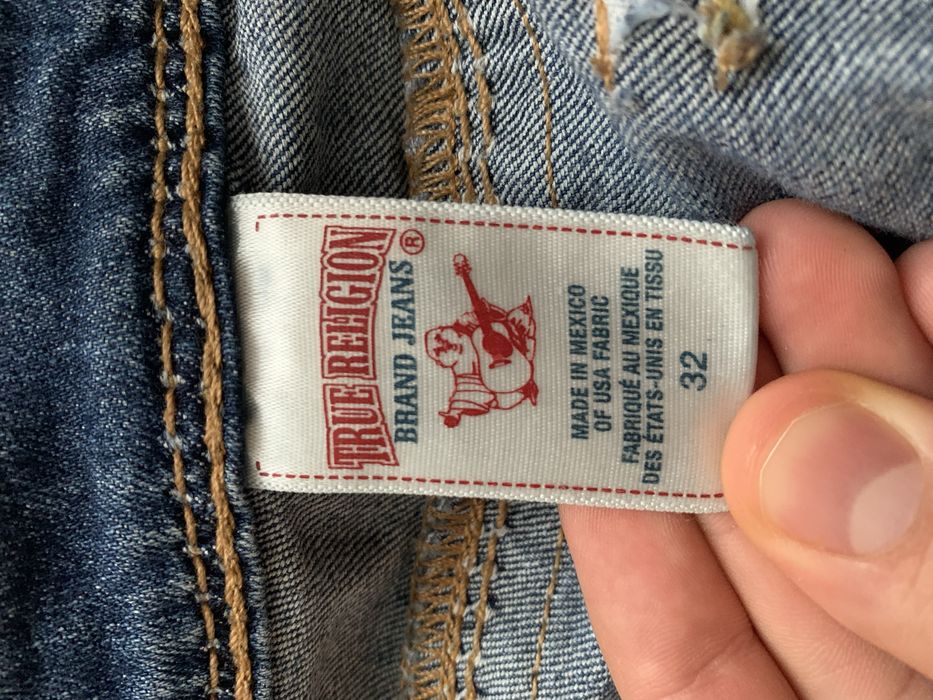 TRUE RELIGION
BRAND JEANS ®
MADE IN MEXICO
OF USA FABRIC
FABRIQUÉ AU MEXIQUE
DES ÉTATS-UNIS EN TISSU
32